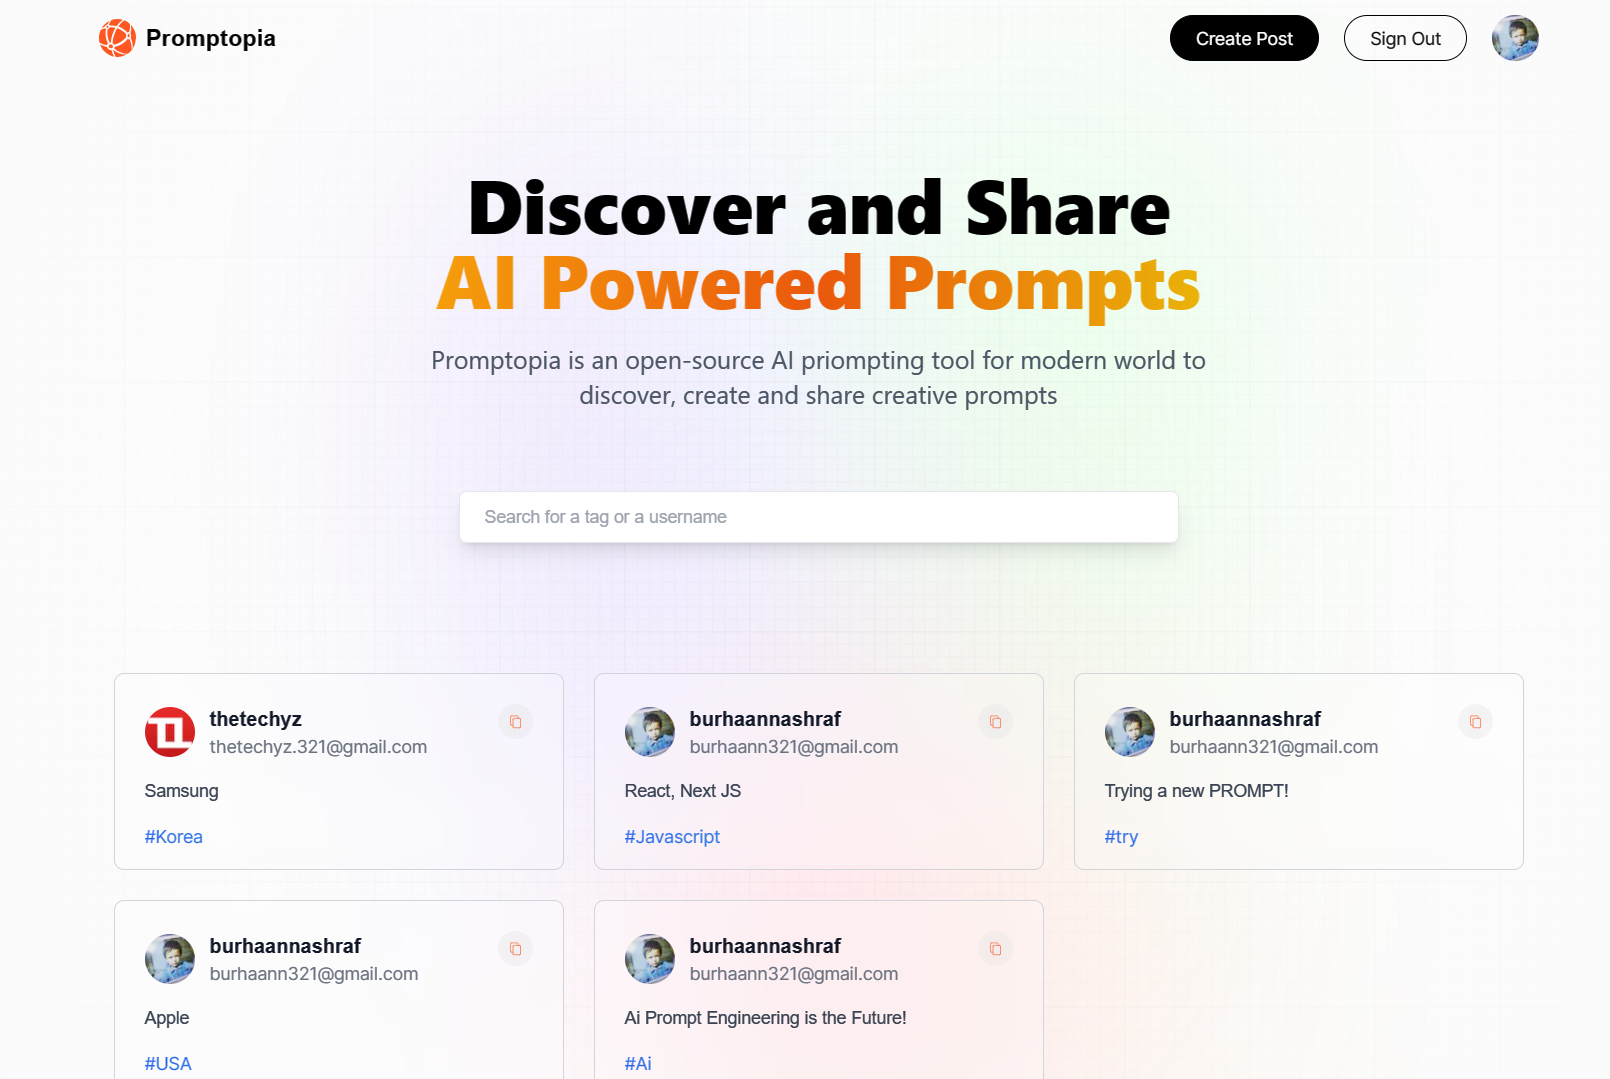 Promptopia
Create Post
Sign Out
Discover and Share
AI Powered Prompts
Promptopia is an open-source AI priompting tool for modern world to
discover, create and share creative prompts
Search for a tag or a username
thetechyz
thetechyz.321@gmail.com
Samsung
#Korea
burhaannashraf
burhaann321@gmail.com
React, Next JS
#Javascript
burhaannashraf
burhaann321@gmail.com
Trying a new PROMPT!
#try
burhaannashraf
burhaann321@gmail.com
Apple
#USA
burhaannashraf
burhaann321@gmail.com
Ai Prompt Engineering is the Future!
#Ai